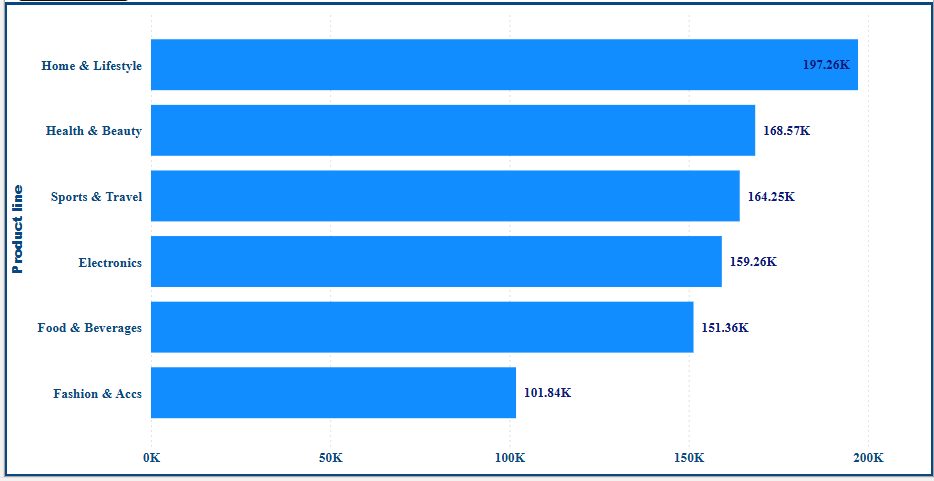 Product line
Home & Lifestyle 197.26K
Health & Beauty 168.57K
Sports & Travel 164.25K
Electronics 159.26K
Food & Beverages 151.36K
Fashion & Accs 101.84K
0K 50K 100K 150K 200K